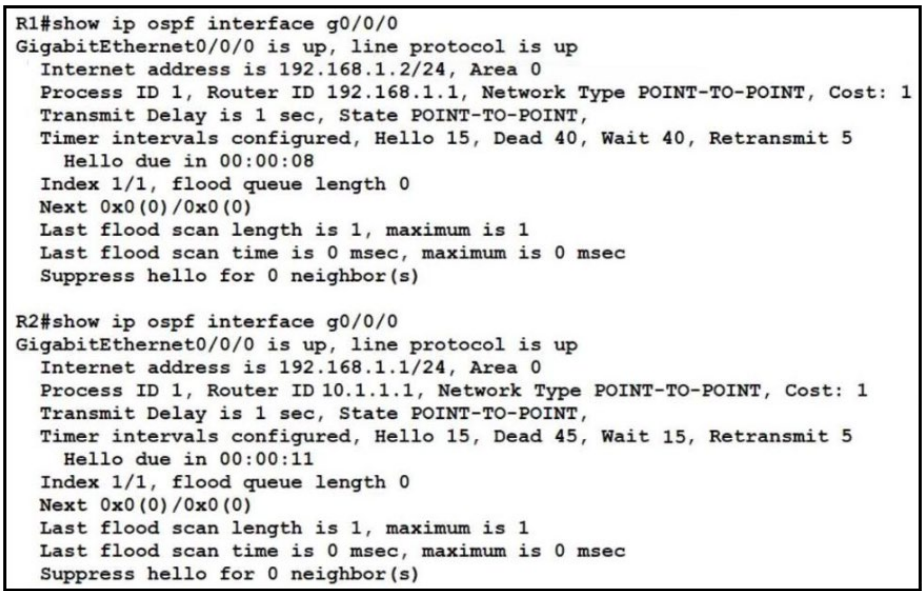 R1#show ip ospf interface g0/0/0
GigabitEthernet0/0/0 is up, line protocol is up
Internet address is 192.168.1.2/24, Area 0
Process ID 1, Router ID 192.168.1.1, Network Type POINT-TO-POINT, Cost: 1
Transmit Delay is 1 sec, State POINT-TO-POINT,
Timer intervals configured, Hello 15, Dead 40, Wait 40, Retransmit 5
Hello due in 00:00:08
Index 1/1, flood queue length 0
Next 0x0(0)/0x0(0)
Last flood scan length is 1, maximum is 1
Last flood scan time is 0 msec, maximum is 0 msec
Suppress hello for 0 neighbor(s)
R2#show ip ospf interface g0/0/0
GigabitEthernet0/0/0 is up, line protocol is up
Internet address is 192.168.1.1/24, Area 0
Process ID 1, Router ID 10.1.1.1, Network Type POINT-TO-POINT, Cost: 1
Transmit Delay is 1 sec, State POINT-TO-POINT,
Timer intervals configured, Hello 15, Dead 45, Wait 15, Retransmit 5
Hello due in 00:00:11
Index 1/1, flood queue length 0
Next 0x0(0)/0x0(0)
Last flood scan length is 1, maximum is 1
Last flood scan time is 0 msec, maximum is 0 msec
Suppress hello for 0 neighbor(s)